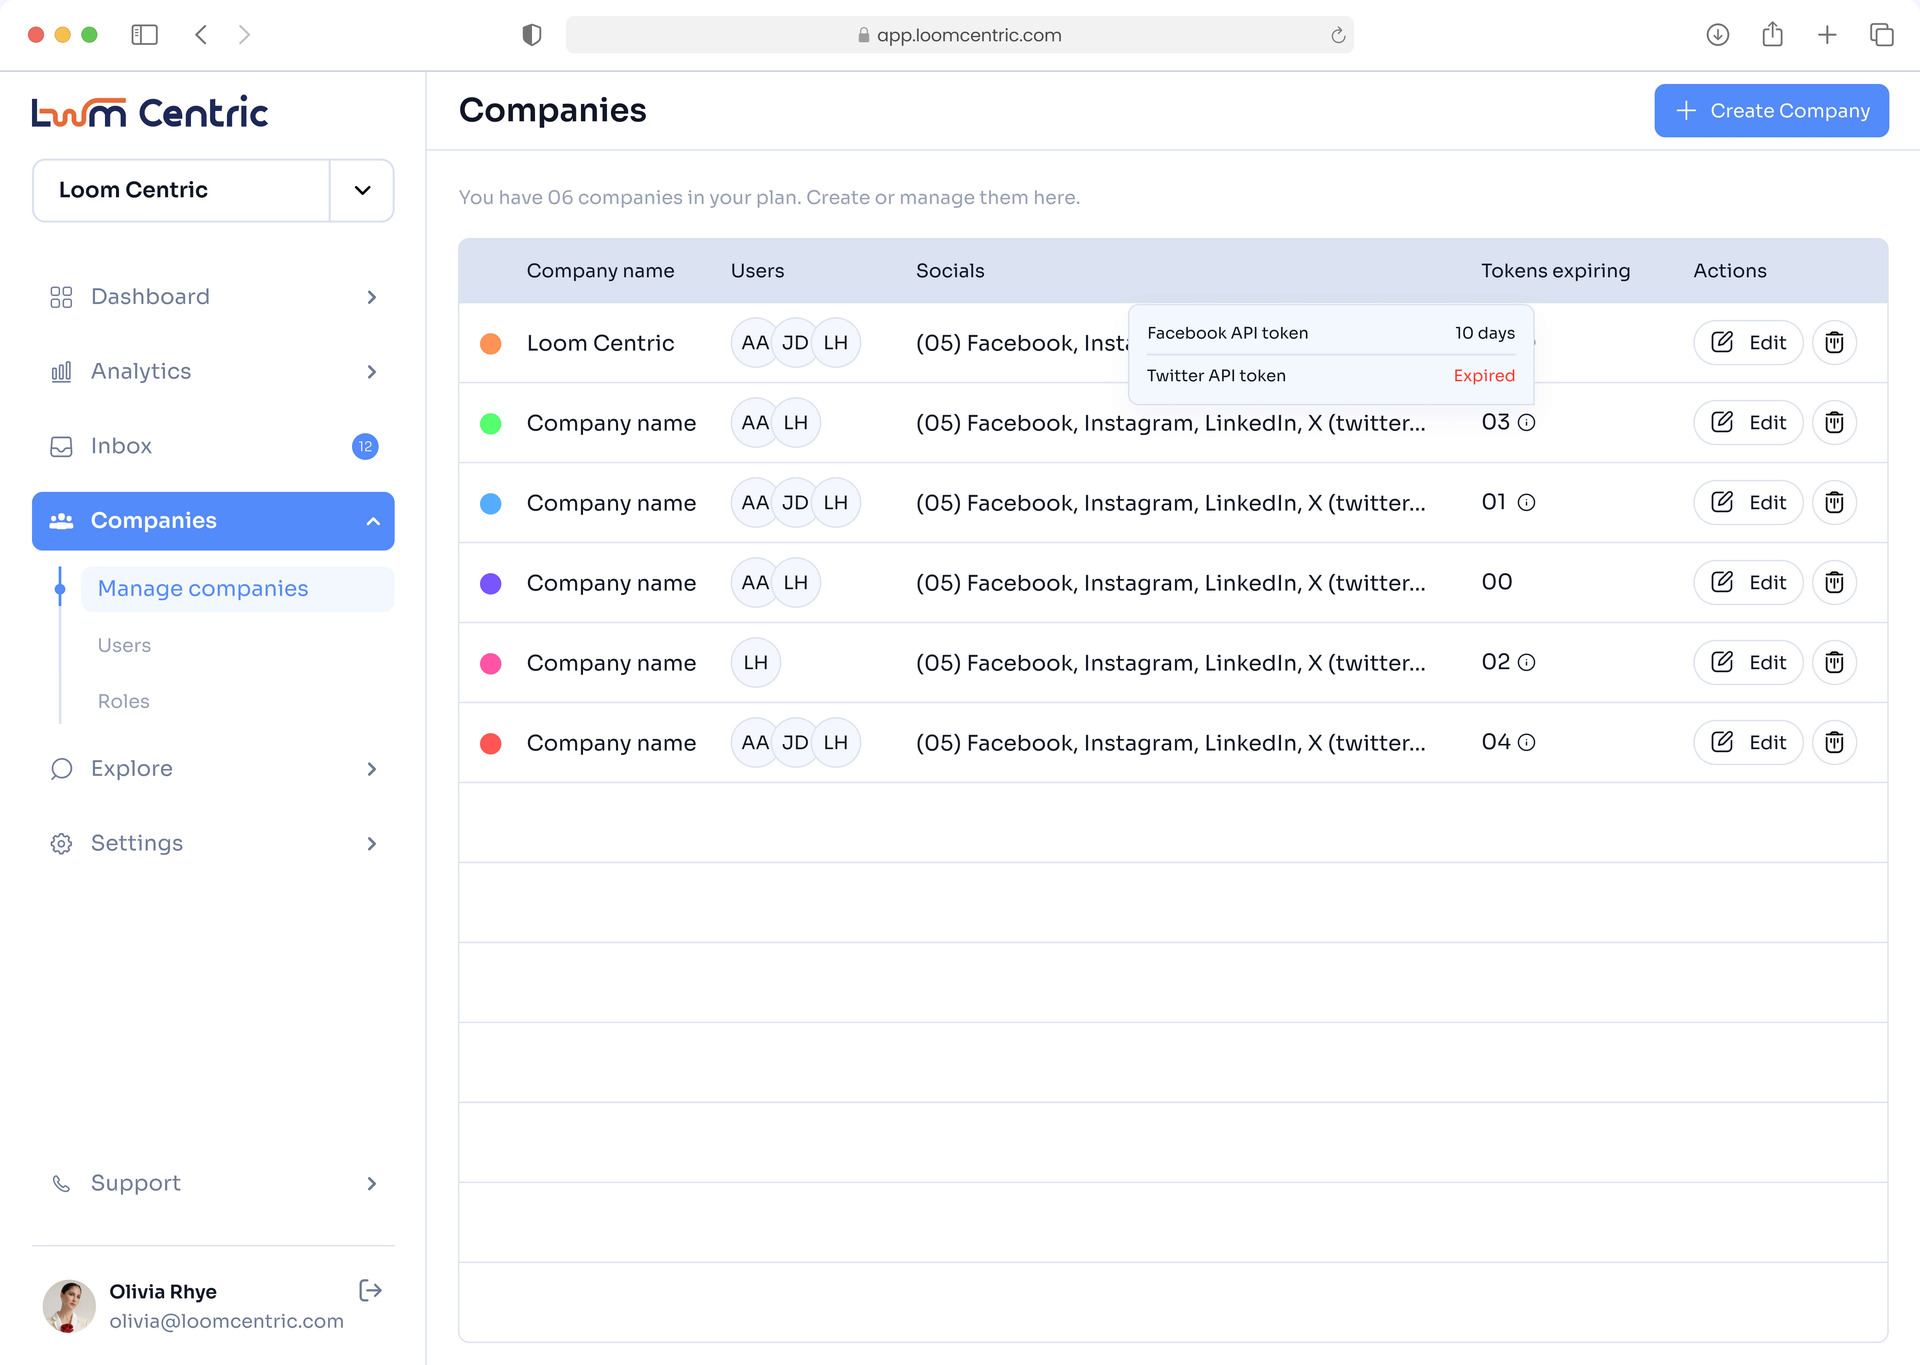 app.loomcentric.com
Loom Centric
Companies
Create Company
Loom Centric
You have 06 companies in your plan. Create or manage them here.
Dashboard
Analytics
Inbox
12
Companies
Manage companies
Users
Roles
Explore
Settings
Support
Olivia Rhye
olivia@loomcentric.com
Company name Users Socials Tokens expiring Actions
Loom Centric AA JD LH (05) Facebook, Insta Edit
Facebook API token 10 days
Twitter API token Expired
Company name AA LH (05) Facebook, Instagram, LinkedIn, X (twitter... 03 Edit
Company name AA JD LH (05) Facebook, Instagram, LinkedIn, X (twitter... 01 Edit
Company name AA LH (05) Facebook, Instagram, LinkedIn, X (twitter... 00 Edit
Company name LH (05) Facebook, Instagram, LinkedIn, X (twitter... 02 Edit
Company name AA JD LH (05) Facebook, Instagram, LinkedIn, X (twitter... 04 Edit